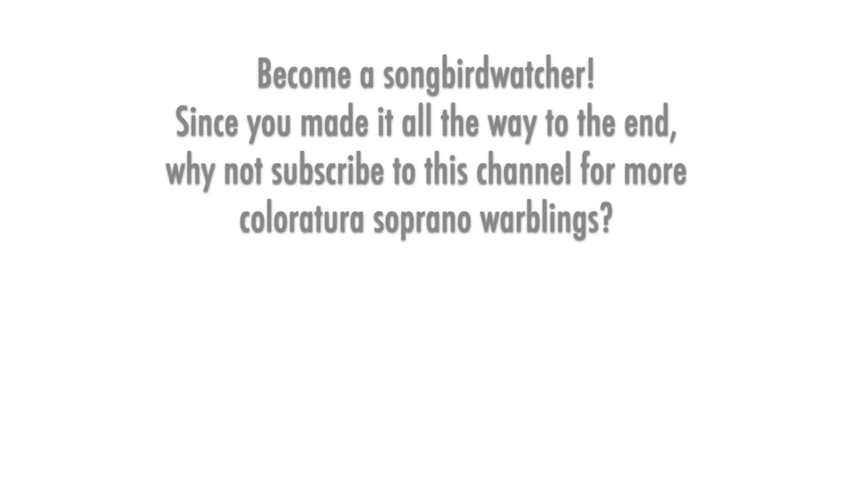 Become a songbirdwatcher!
Since you made it all the way to the end,
why not subscribe to this channel for more
coloratura soprano warblings?